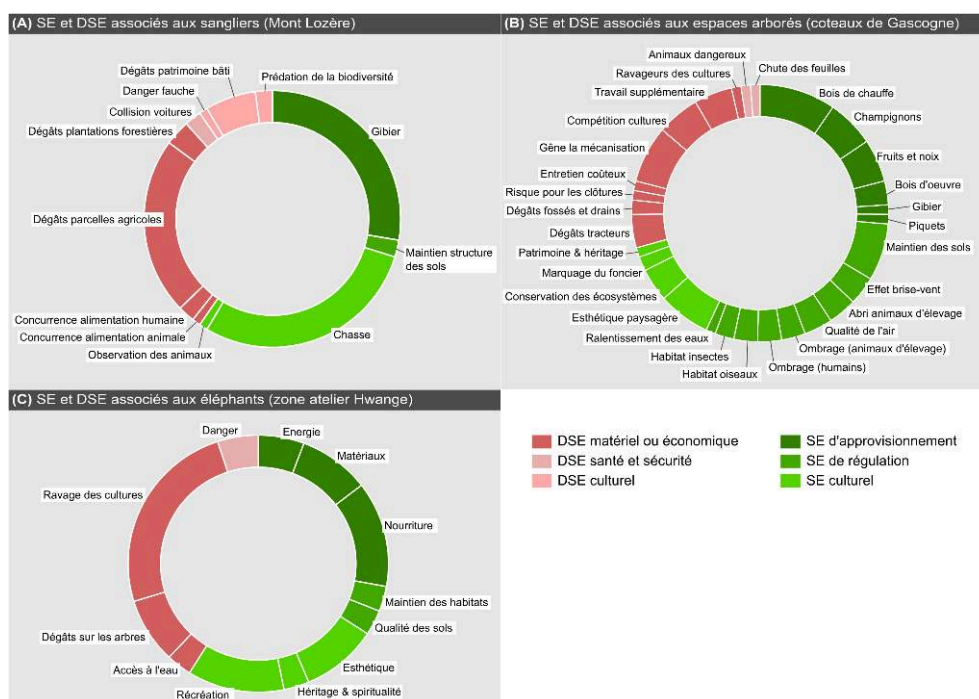 (A) SE et DSE associés aux sangliers (Mont Lozère)
Dégâts patrimoine bâti
Prédation de la biodiversité
Danger fauche
Collision voitures
Gibier
Dégâts plantations forestières
Dégâts parcelles agricoles
Maintien structure
des sols
Concurrence alimentation humaine
Chasse
Concurrence alimentation animale
Observation des animaux
(B) SE et DSE associés aux espaces arborés (coteaux de Gascogne)
Animaux dangereux
Chute des feuilles
Ravageurs des cultures
Travail supplémentaire
Bois de chauffe
Compétition cultures
Champignons
Gêne la mécanisation
Fruits et noix
Entretien coûteux
Bois d'oeuvre
Risque pour les clôtures
Gibier
Dégâts fossés et drains
Piquets
Dégâts tracteurs
Maintien des sols
Patrimoine & héritage
Marquage du foncier
Effet brise-vent
Conservation des écosystèmes
Abri animaux d'élevage
Esthétique paysagère
Qualité de l'air
Ralentissement des eaux
Ombrage (animaux d'élevage)
Habitat insectes
Ombrage (humains)
Habitat oiseaux
(C) SE et DSE associés aux éléphants (zone atelier Hwange)
Danger
Energie
Matériaux
Ravage des cultures
Nourriture
Maintien des habitats
Qualité des sols
Dégâts sur les arbres
Esthétique
Accès à l'eau
Récréation
Héritage & spiritualité
DSE matériel ou économique
SE d'approvisionnement
DSE santé et sécurité
SE de régulation
DSE culturel
SE culturel